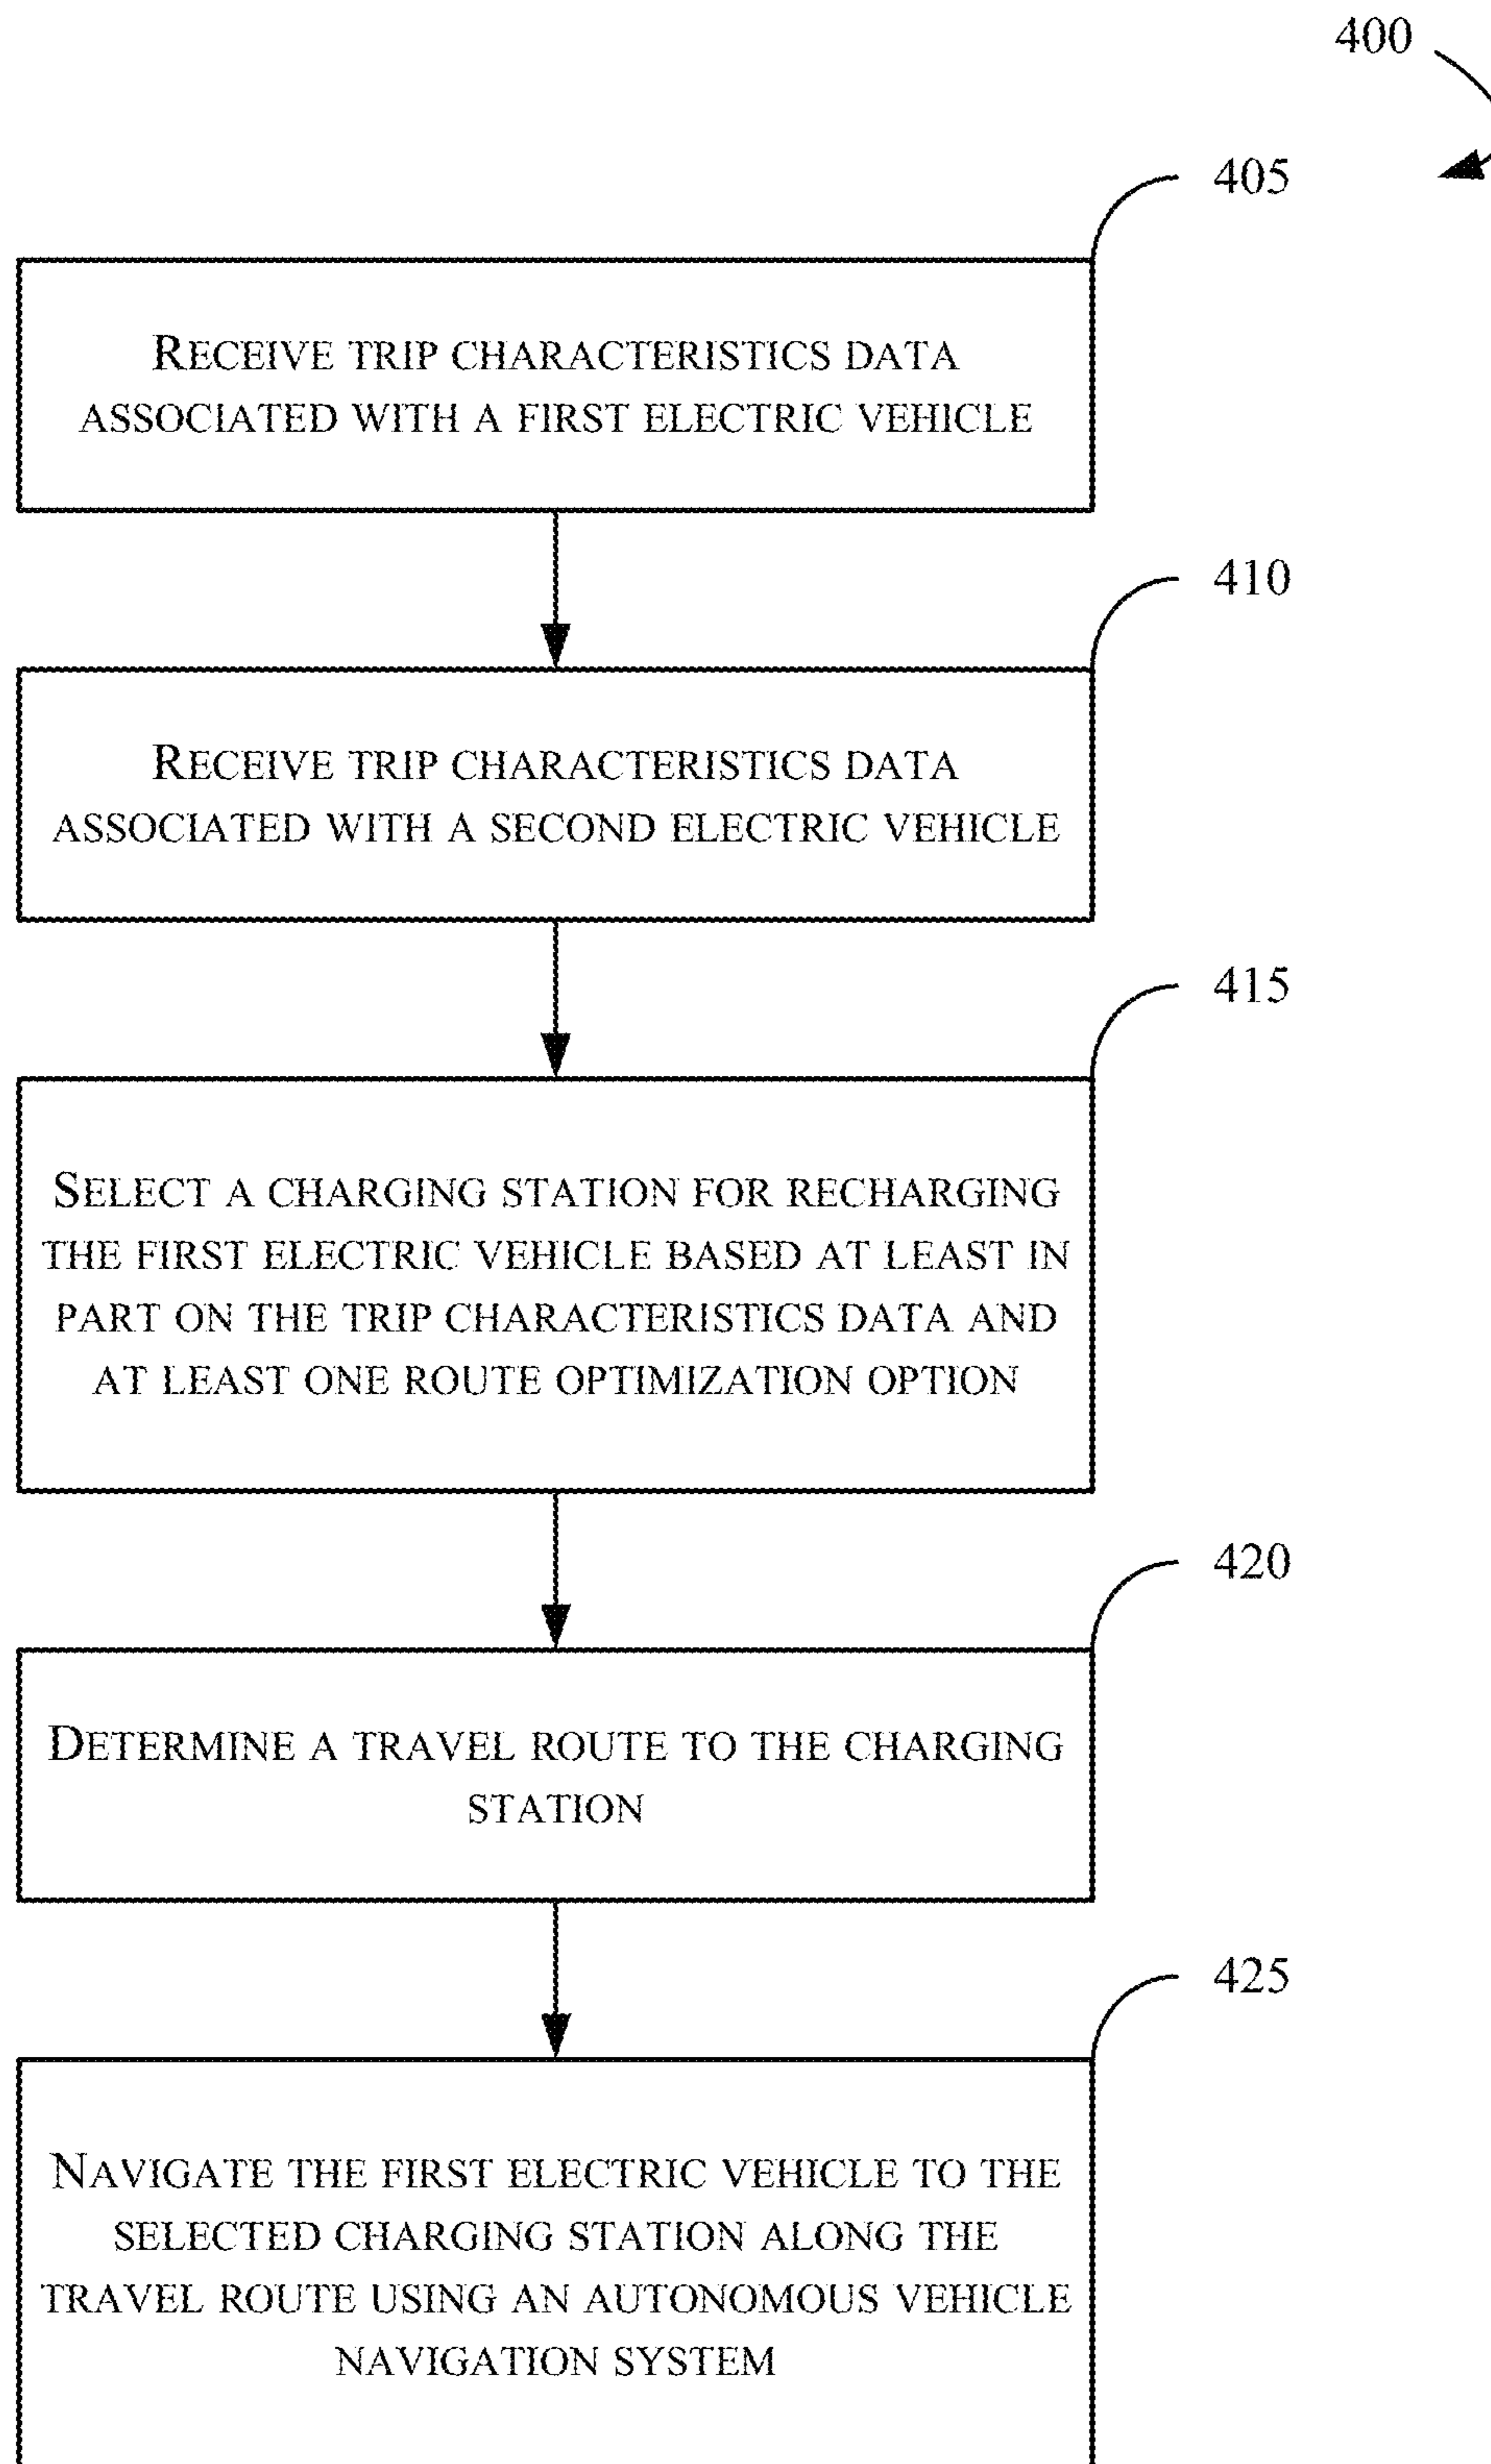 400
405
RECEIVE TRIP CHARACTERISTICS DATA
ASSOCIATED WITH A FIRST ELECTRIC VEHICLE
410
RECEIVE TRIP CHARACTERISTICS DATA
ASSOCIATED WITH A SECOND ELECTRIC VEHICLE
415
SELECT A CHARGING STATION FOR RECHARGING
THE FIRST ELECTRIC VEHICLE BASED AT LEAST IN
PART ON THE TRIP CHARACTERISTICS DATA AND
AT LEAST ONE ROUTE OPTIMIZATION OPTION
420
DETERMINE A TRAVEL ROUTE TO THE CHARGING
STATION
425
NAVIGATE THE FIRST ELECTRIC VEHICLE TO THE
SELECTED CHARGING STATION ALONG THE
TRAVEL ROUTE USING AN AUTONOMOUS VEHICLE
NAVIGATION SYSTEM